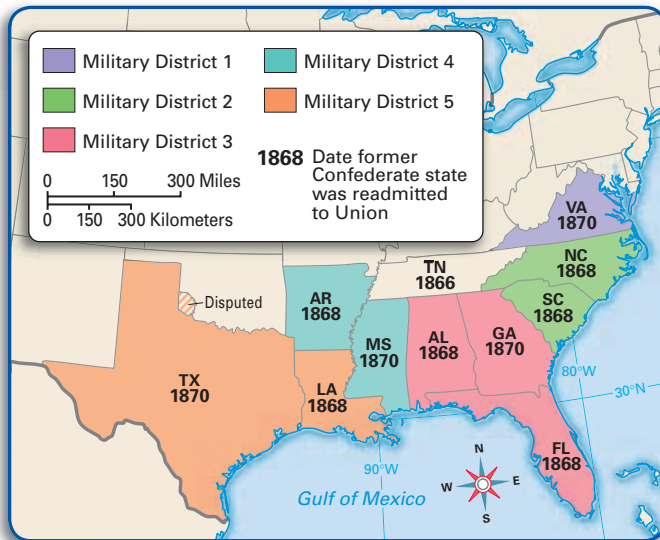 Military District 1
Military District 2
Military District 3
Military District 4
Military District 5
1868 Date former
Confederate state
was readmitted
to Union
0 150 300 Miles
0 150 300 Kilometers
VA
1870
NC
1868
SC
1868
TN
1866
AR
1868
MS
1870
AL
1868
GA
1870
Disputed
TX
1870
LA
1868
FL
1868
80°W
30°N
90°W
Gulf of Mexico
N
W E
S